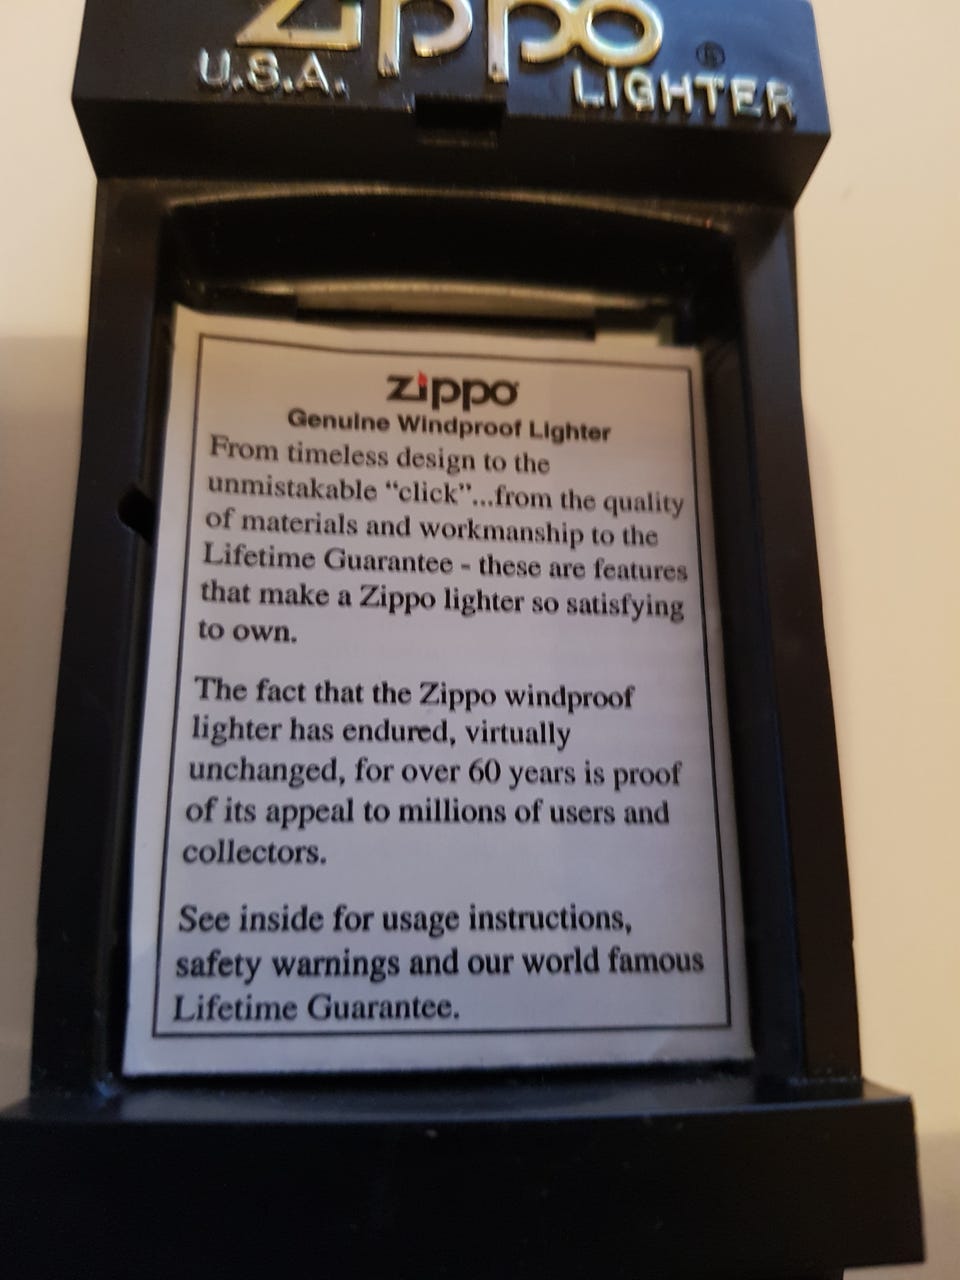 Zippo
U.S.A. LIGHTER ®
zippo
Genuine Windproof Lighter
From timeless design to the
unmistakable “click”...from the quality
of materials and workmanship to the
Lifetime Guarantee - these are features
that make a Zippo lighter so satisfying
to own.
The fact that the Zippo windproof
lighter has endured, virtually
unchanged, for over 60 years is proof
of its appeal to millions of users and
collectors.
See inside for usage instructions,
safety warnings and our world famous
Lifetime Guarantee.